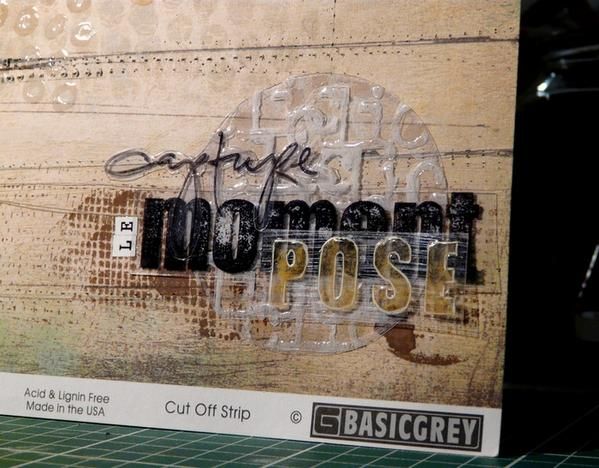 capture
LE
moment
POSE
Acid & Lignin Free
Made in the USA
Cut Off Strip
© G BASICGREY